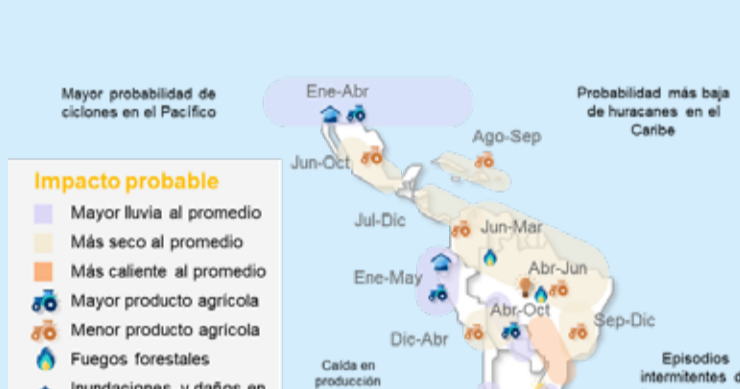 Ene-Abr
Mayor probabilidad de
ciclones en el Pacífico
Probabilidad más baja
de huracanes en el
Caribe
Ago-Sep
Jun-Oct
Impacto probable
Mayor lluvia al promedio
Más seco al promedio
Más caliente al promedio
Mayor producto agrícola
Menor producto agrícola
Fuegos forestales
Inundaciones y daños en
Jul-Dic
Jun-Mar
Ene-May
Abr-Jun
Abr-Oct
Sep-Dic
Dic-Abr
Caída en
producción
Episodios
intermitentes d